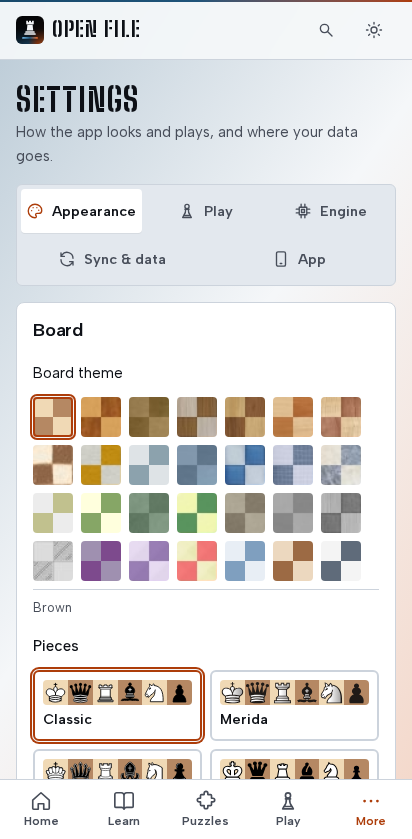 OPEN FILE
SETTINGS
How the app looks and plays, and where your data
goes.
Appearance
Play
Engine
Sync & data
App
Board
Board theme
Brown
Pieces
Classic
Merida
Home
Learn
Puzzles
Play
More